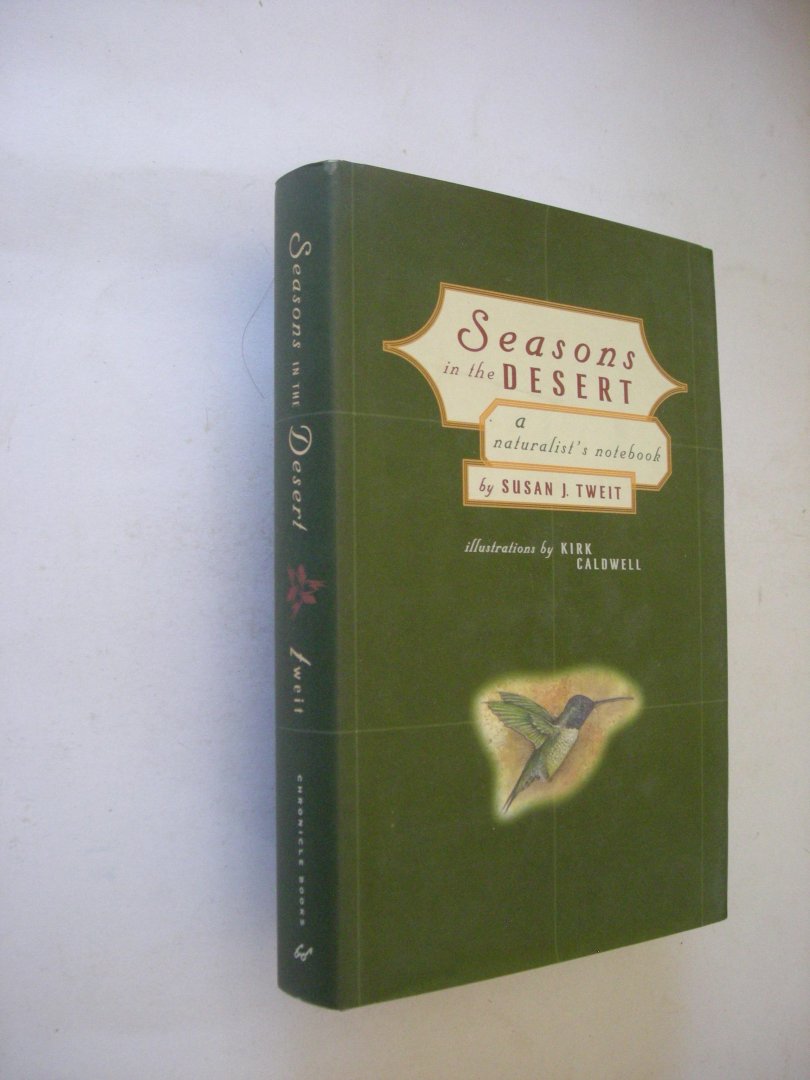 Seasons IN THE Desert
Tweit
CHRONICLE BOOKS
Seasons
in the DESERT
a
naturalist's notebook
by SUSAN J. TWEIT
illustrations by KIRK
CALDWELL